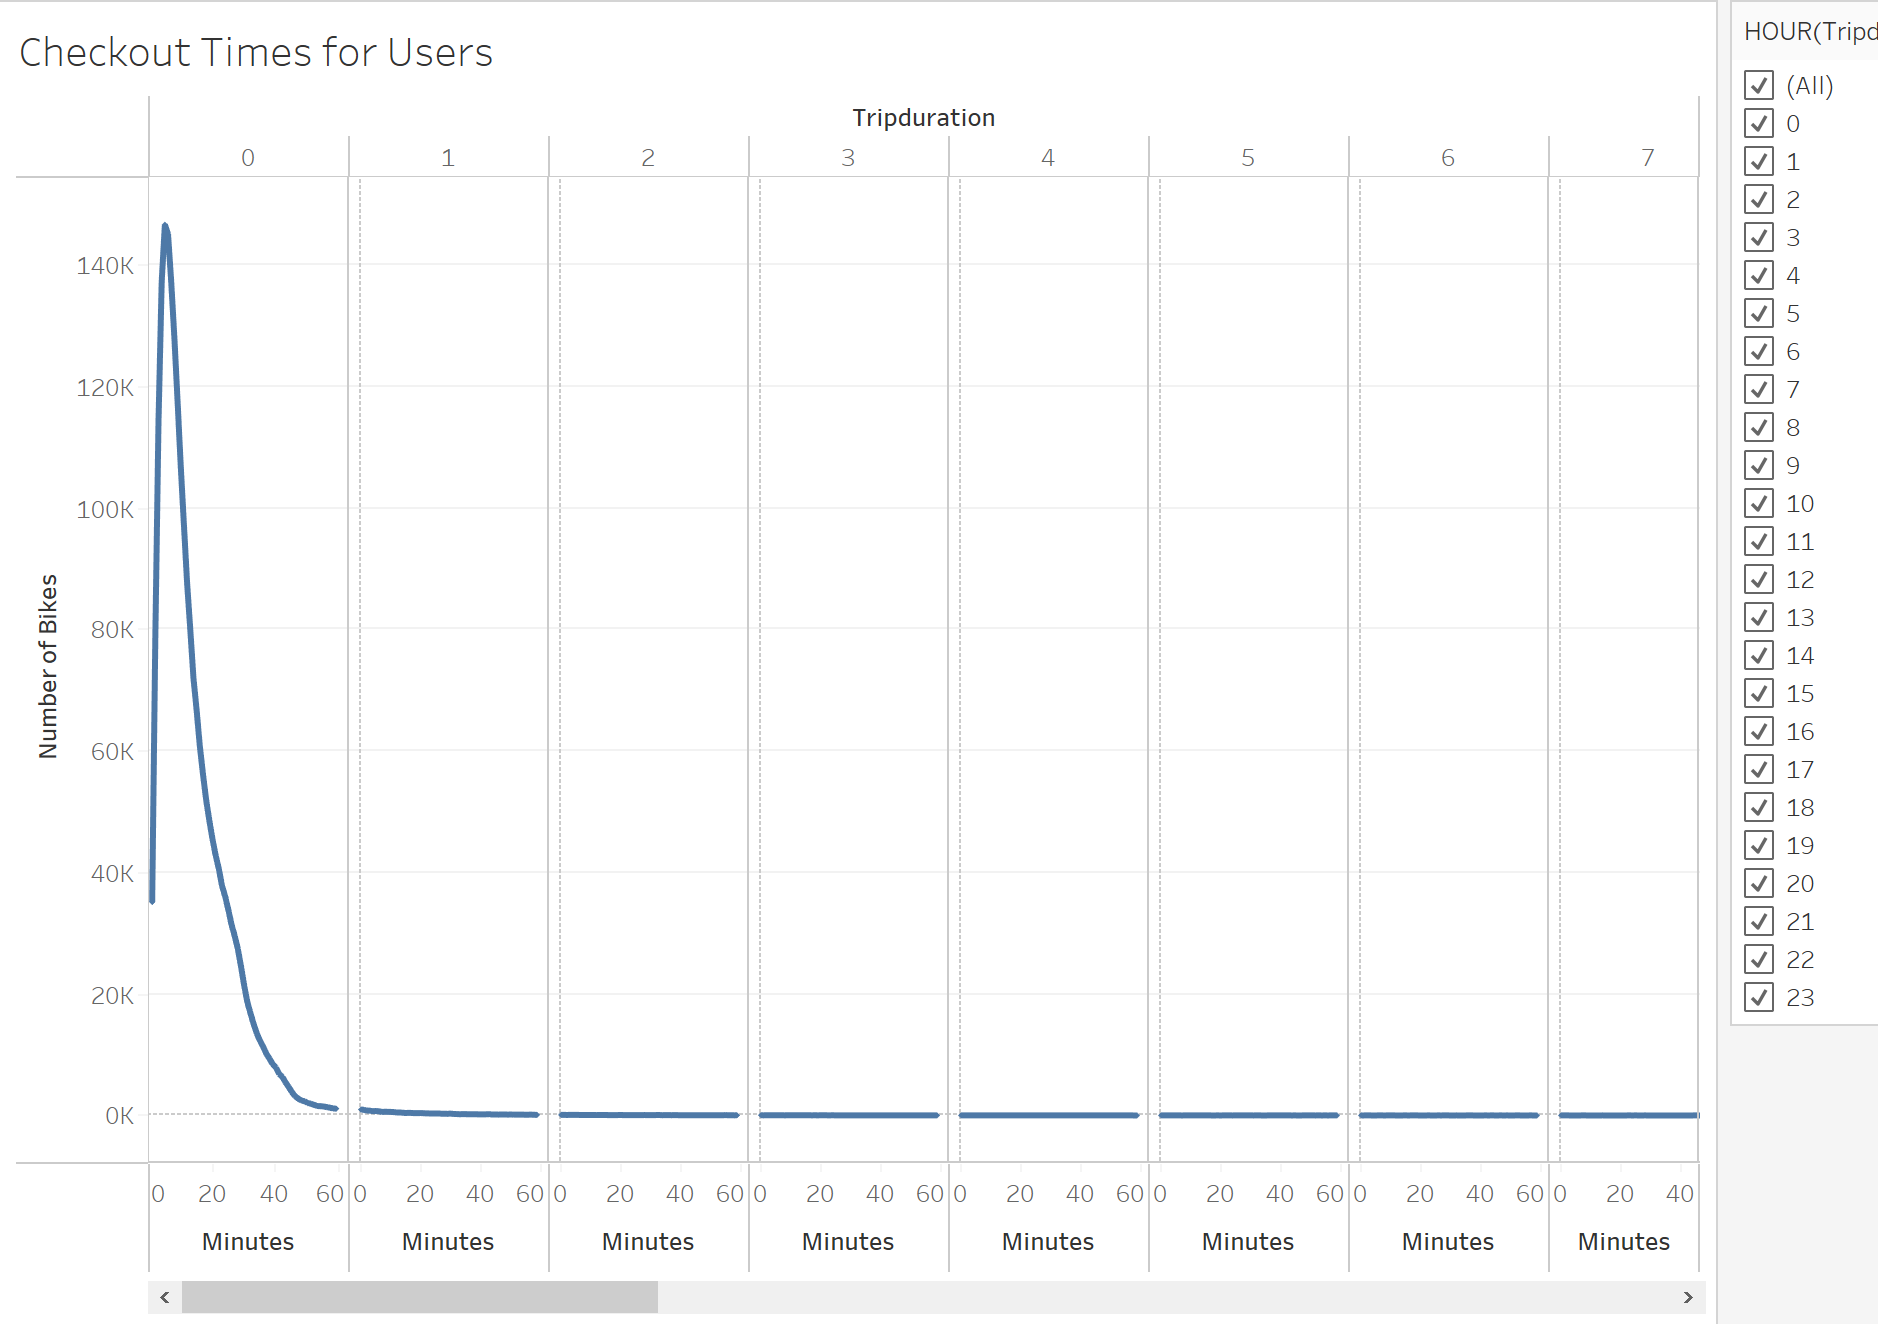 Checkout Times for Users
Tripduration
0 1 2 3 4 5 6 7
Number of Bikes
140K
120K
100K
80K
60K
40K
20K
0K
0 20 40 60 0 20 40 60 0 20 40 60 0 20 40 60 0 20 40 60 0 20 40 60 0 20 40 60 0 20 40
Minutes Minutes Minutes Minutes Minutes Minutes Minutes Minutes
HOUR(Tripd
(All)
0
1
2
3
4
5
6
7
8
9
10
11
12
13
14
15
16
17
18
19
20
21
22
23